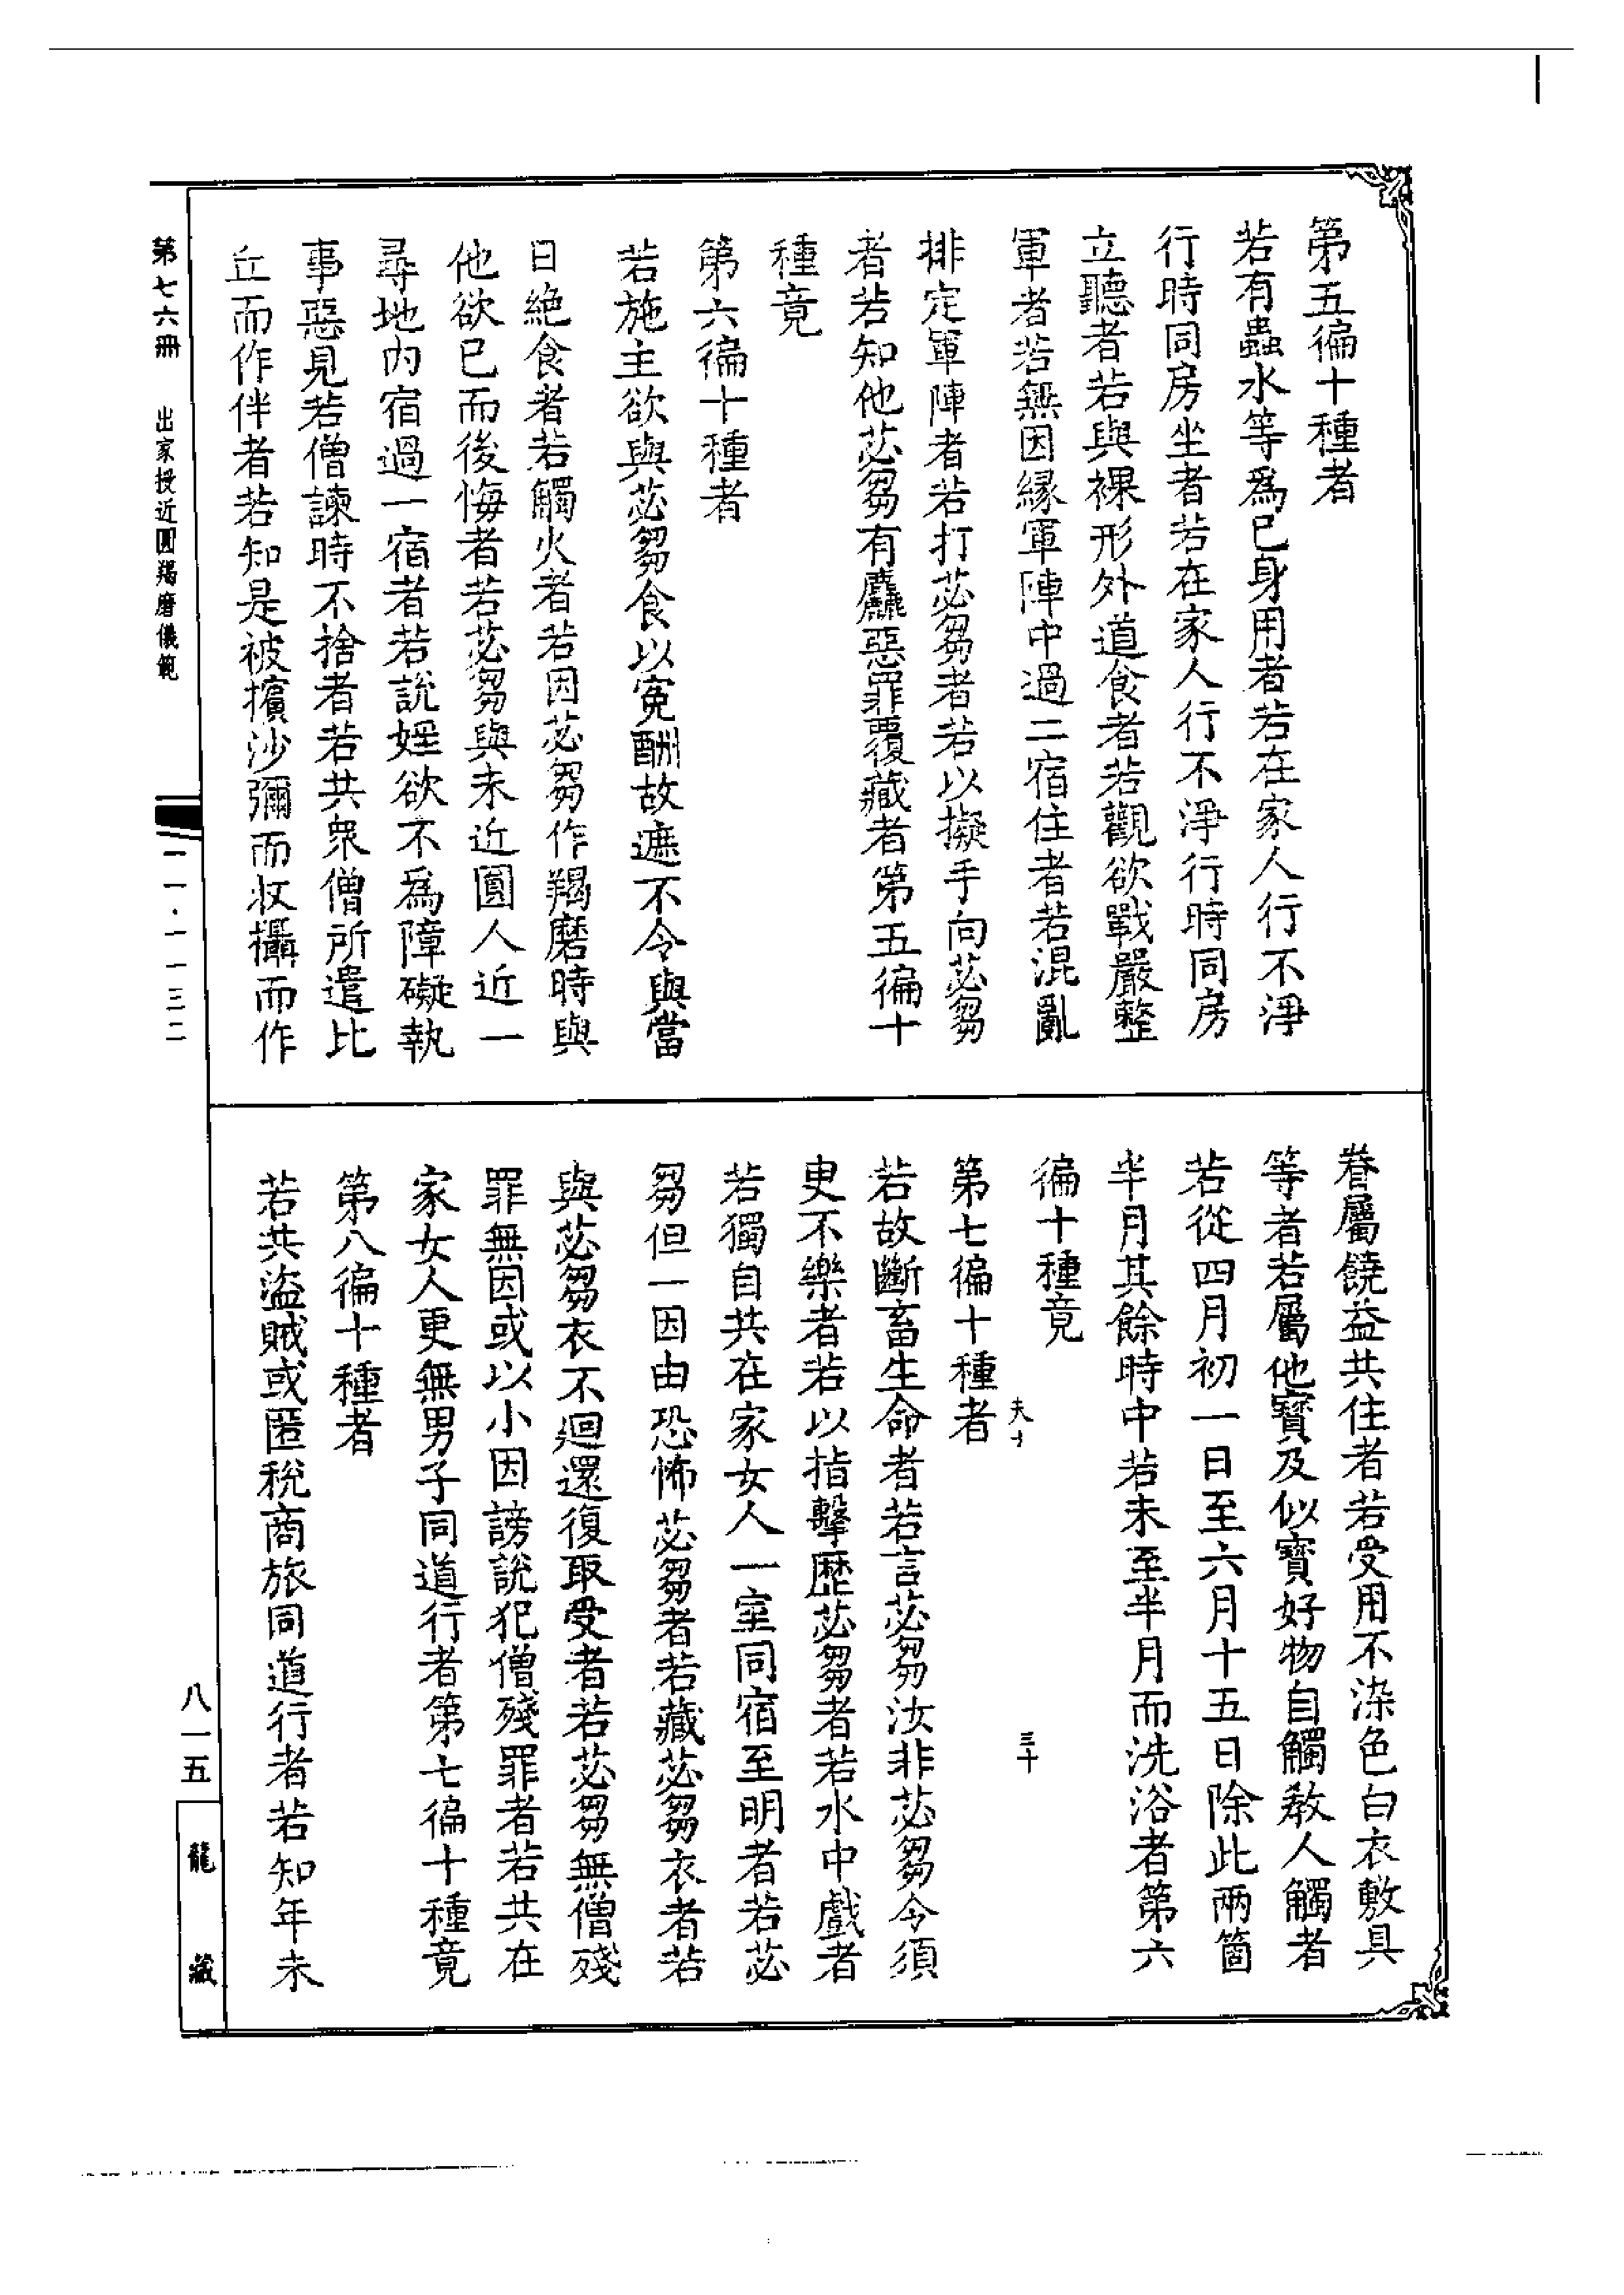 第五徧十種者
若有蟲水等爲已身用者若在家人行不淨
行時同房坐者若在家人行不淨行時同房
立聽者若與裸形外道食者若觀欲戰嚴整
軍者若無因緣軍陣中過二宿住者若混亂
排定軍陣者若打苾芻者若以擬手向苾芻
者若知他苾芻有麤惡罪覆藏者第五徧十
種竟
第六徧十種者
若施主欲與苾芻食以寃酬故遮不令與當
日絕食者若觸火者若因苾芻作羯磨時與
他欲已而後悔者若苾芻與未近圓人近一
尋地内宿過一宿者若說婬欲不爲障礙執
事惡見若僧諫時不捨者若共衆僧所遣比
丘而作伴者若知是被擯沙彌而收攝而作
眷屬饒益共住者若受用不染色白衣敷具
等者若屬他寶及似寶好物自觸教人觸者
若從四月初一日至六月十五日除此兩箇
半月其餘時中若未至半月而洗浴者第六
徧十種竟
三十
第七徧十種者
若故斷畜生命者若言苾芻汝非苾芻令須
更不樂者若以指擊歷苾芻者若水中戲者
若獨自共在家女人一室同宿至明者若苾
芻但一因由恐怖苾芻者若藏苾芻衣者若
與苾芻衣不迴還復取受者若苾芻無僧殘
罪無因或以小因謗說犯僧殘罪者若共在
家女人更無男子同道行者第七徧十種竟
第八徧十種者
若共盜賊或匿稅商旅同道行者若知年未
第七六冊 出家授近圓羯磨儀範
一一·一一三二
八一五
龍藏